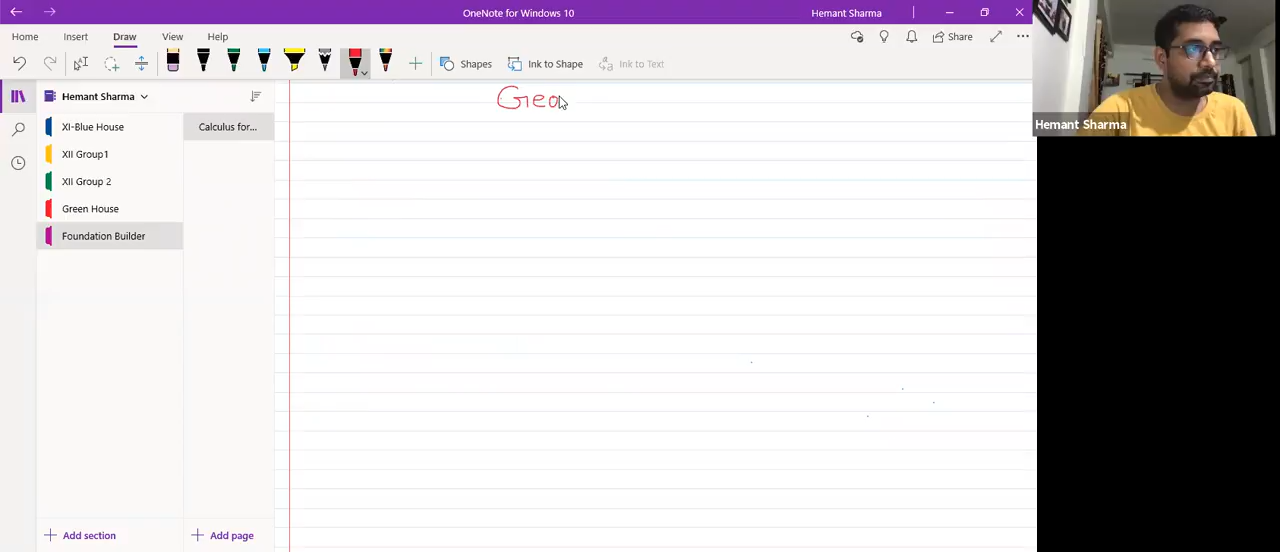 OneNote for Windows 10
Hemant Sharma
Home Insert Draw View Help
Share
Shapes Ink to Shape Ink to Text
Hemant Sharma
XI-Blue House
XII Group1
XII Group 2
Green House
Foundation Builder
Calculus for...
Geo
Add section
Add page
Hemant Sharma